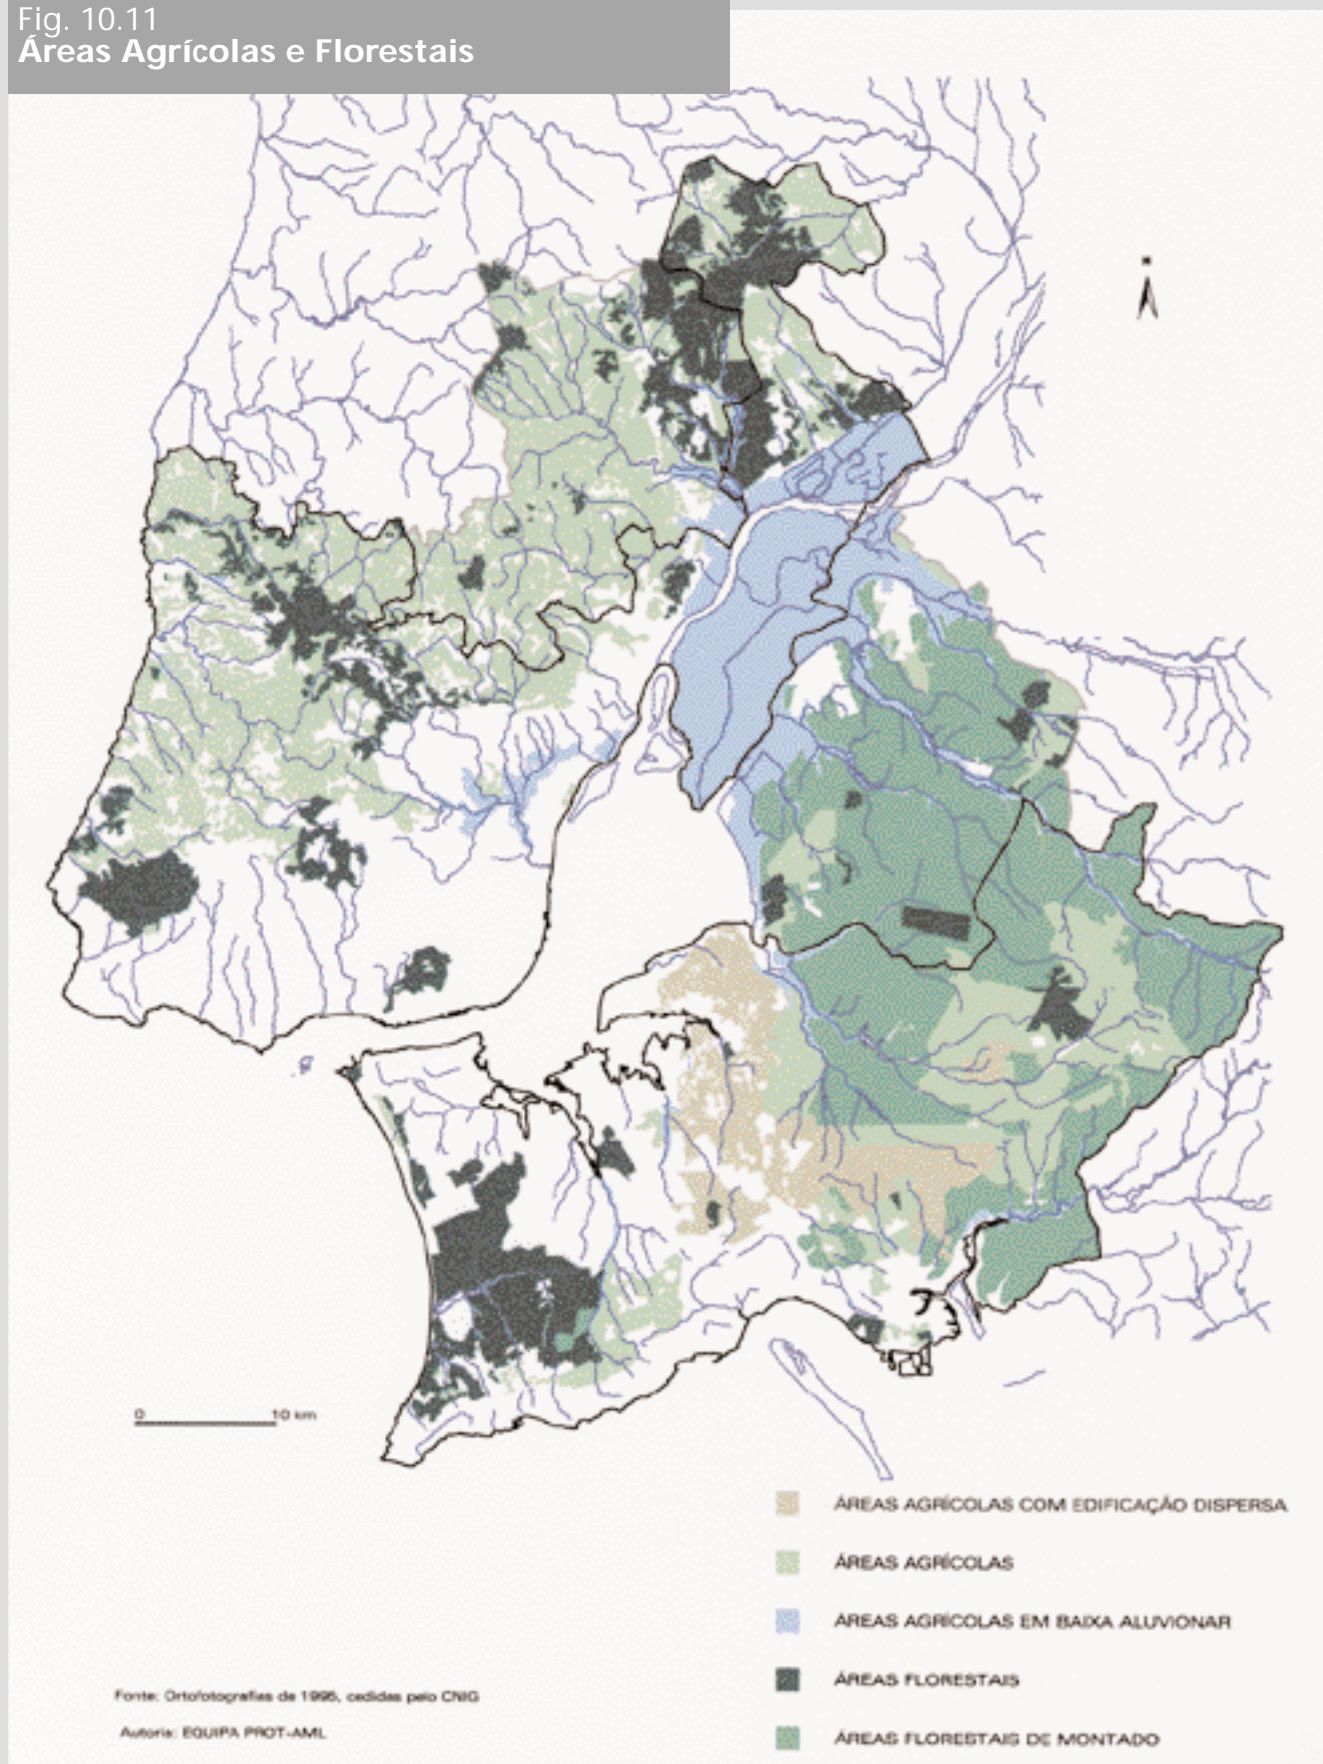 Fig. 10.11
Áreas Agrícolas e Florestais
0 10 km
ÁREAS AGRÍCOLAS COM EDIFICAÇÃO DISPERSA
ÁREAS AGRÍCOLAS
ÁREAS AGRÍCOLAS EM BAIXA ALUVIONAR
ÁREAS FLORESTAIS
ÁREAS FLORESTAIS DE MONTADO
Fonte: Ortofotografias de 1995, cedidas pelo CNIG
Autoria: EQUIPA PROT-AML